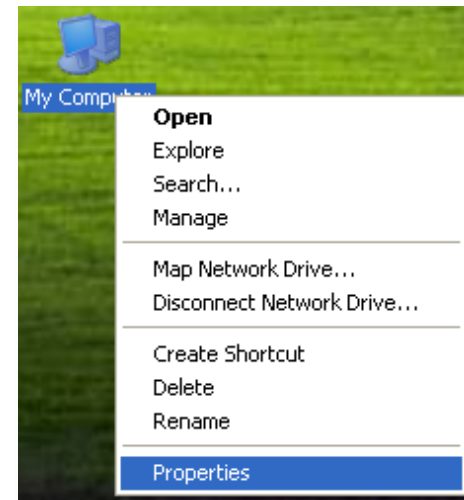 My Computer
Open
Explore
Search...
Manage
Map Network Drive...
Disconnect Network Drive...
Create Shortcut
Delete
Rename
Properties